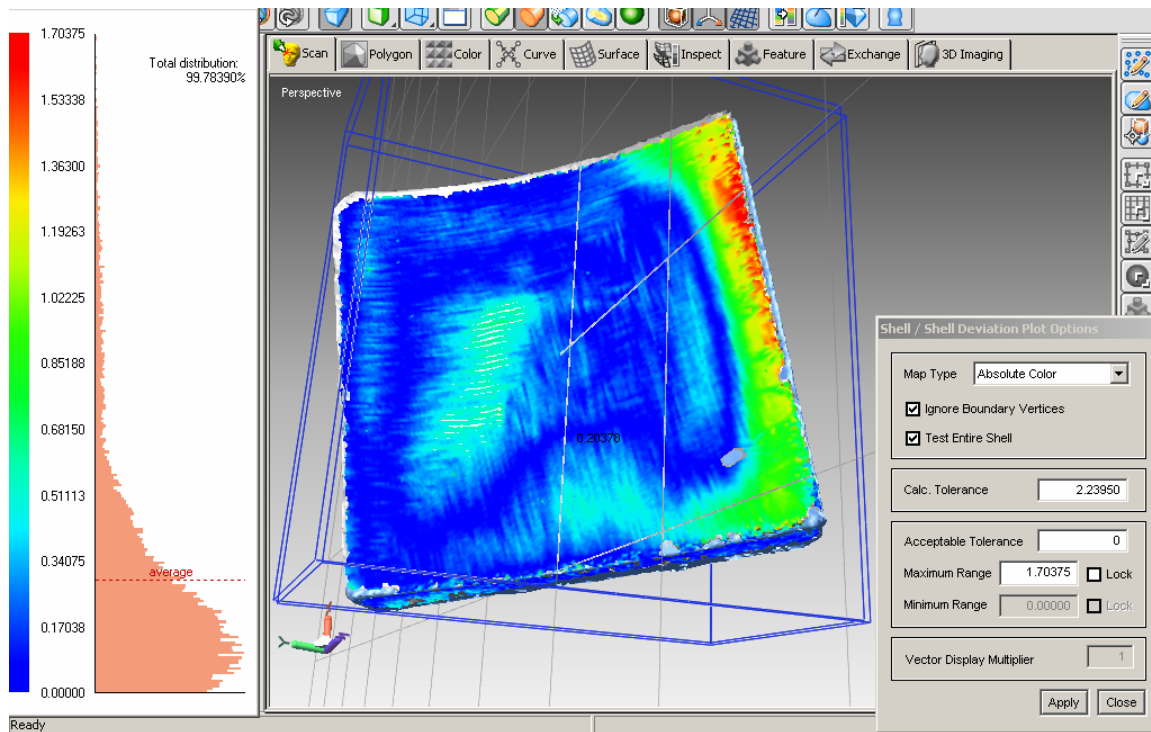 1.70375
1.53338
1.36300
1.19263
1.02225
0.85188
0.68150
0.51113
0.34075
0.17038
0.00000
Total distribution:
99.78390%
average
Scan Polygon Color Curve Surface Inspect Feature Exchange 3D Imaging
Perspective
0.20378
Shell / Shell Deviation Plot Options
Map Type Absolute Color
Ignore Boundary Vertices
Test Entire Shell
Calc. Tolerance 2.23950
Acceptable Tolerance 0
Maximum Range 1.70375 Lock
Minimum Range 0.00000 Lock
Vector Display Multiplier 1
Apply Close
Ready